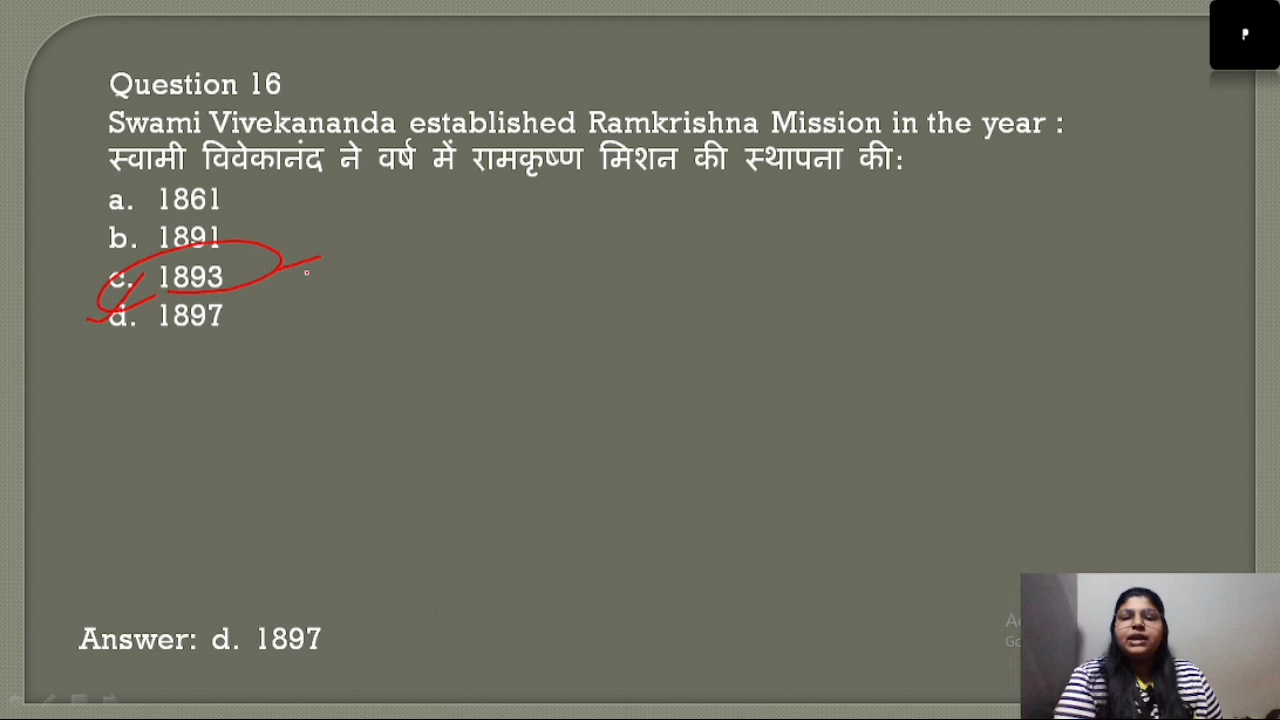 Question 16
Swami Vivekananda established Ramkrishna Mission in the year :
स्वामी विवेकानंद ने वर्ष में रामकृष्ण मिशन की स्थापना की:
a. 1861
b. 1891
c. 1893
d. 1897
Answer: d. 1897